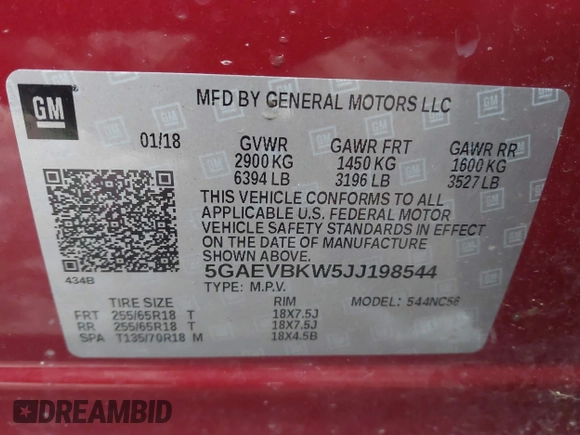 GM
MFD BY GENERAL MOTORS LLC
01/18 GVWR GAWR FRT GAWR RR
2900 KG 1450 KG 1600 KG
6394 LB 3196 LB 3527 LB
THIS VEHICLE CONFORMS TO ALL
APPLICABLE U.S. FEDERAL MOTOR
VEHICLE SAFETY STANDARDS IN EFFECT
ON THE DATE OF MANUFACTURE
SHOWN ABOVE.
434B 5GAEVBKW5JJ198544
TYPE: M.P.V. MODEL: 544NC56
TIRE SIZE RIM
FRT 255/65R18 T 18X7.5J
RR 255/65R18 T 18X7.5J
SPA T135/70R18 M 18X4.5B
DREAMBID